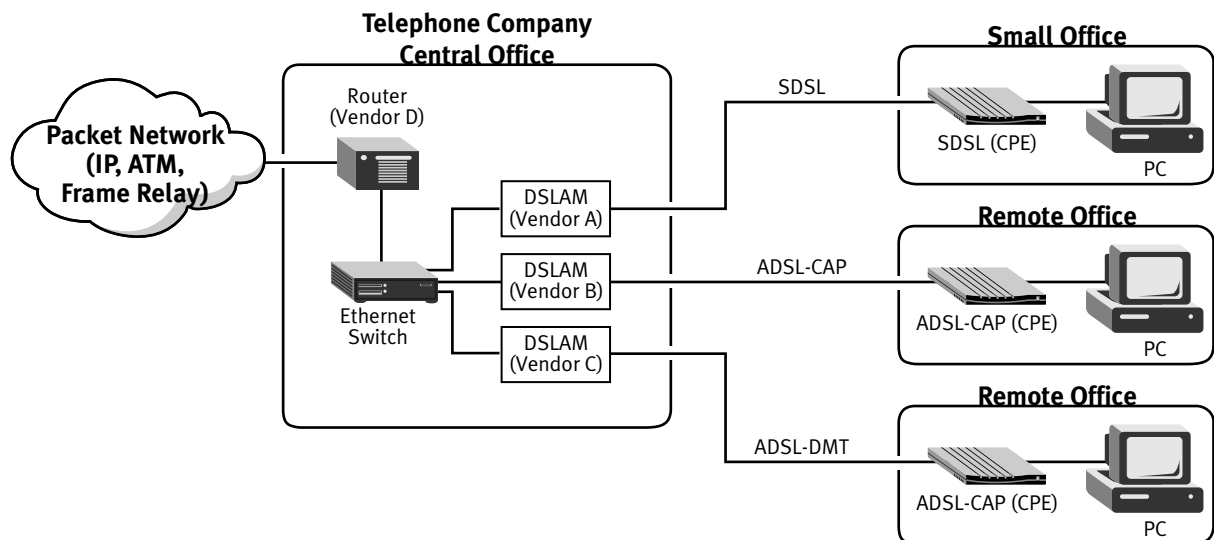 Telephone Company
Central Office
Packet Network
(IP, ATM,
Frame Relay)
Router
(Vendor D)
Ethernet
Switch
DSLAM
(Vendor A)
DSLAM
(Vendor B)
DSLAM
(Vendor C)
SDSL
ADSL-CAP
ADSL-DMT
Small Office
SDSL (CPE)
PC
Remote Office
ADSL-CAP (CPE)
PC
Remote Office
ADSL-CAP (CPE)
PC